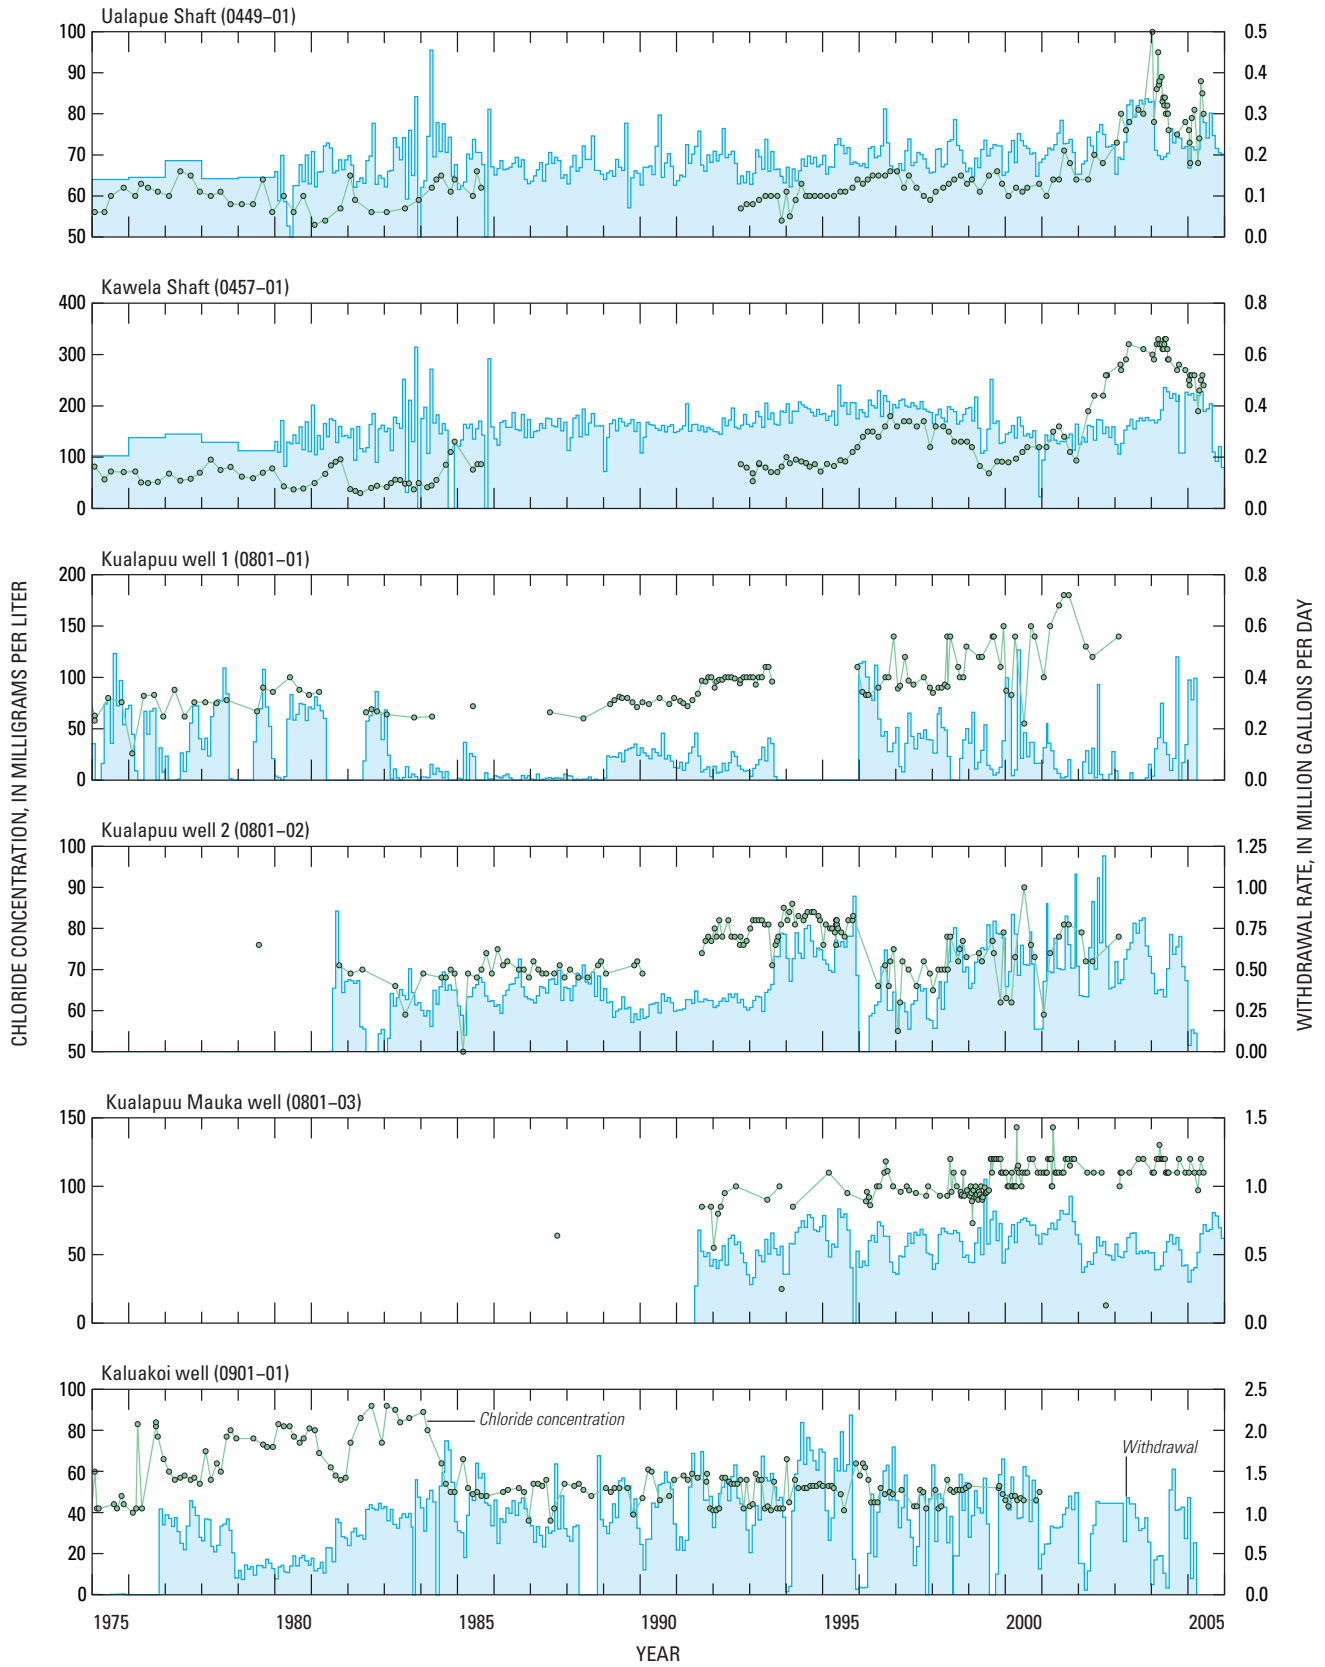 Ualapue Shaft (0449–01)
100 0.5
90
80 0.4
0.3
70 0.2
60 0.1
50 0.0
Kawela Shaft (0457–01)
400 0.8
300 0.6
200 0.4
100 0.2
0 0.0
Kualapuu well 1 (0801–01)
200 0.8
150 0.6
100 0.4
50 0.2
0 0.0
CHLORIDE CONCENTRATION, IN MILLIGRAMS PER LITER
WITHDRAWAL RATE, IN MILLION GALLONS PER DAY
Kualapuu well 2 (0801–02)
100 1.25
90 1.00
80 0.75
70 0.50
60 0.25
50 0.00
Kualapuu Mauka well (0801–03)
150 1.5
100 1.0
50 0.5
0 0.0
Kaluakoi well (0901–01)
100 2.5
Chloride concentration
80 2.0
Withdrawal
60 1.5
40 1.0
20 0.5
0 0.0
1975 1980 1985 1990 1995 2000 2005
YEAR